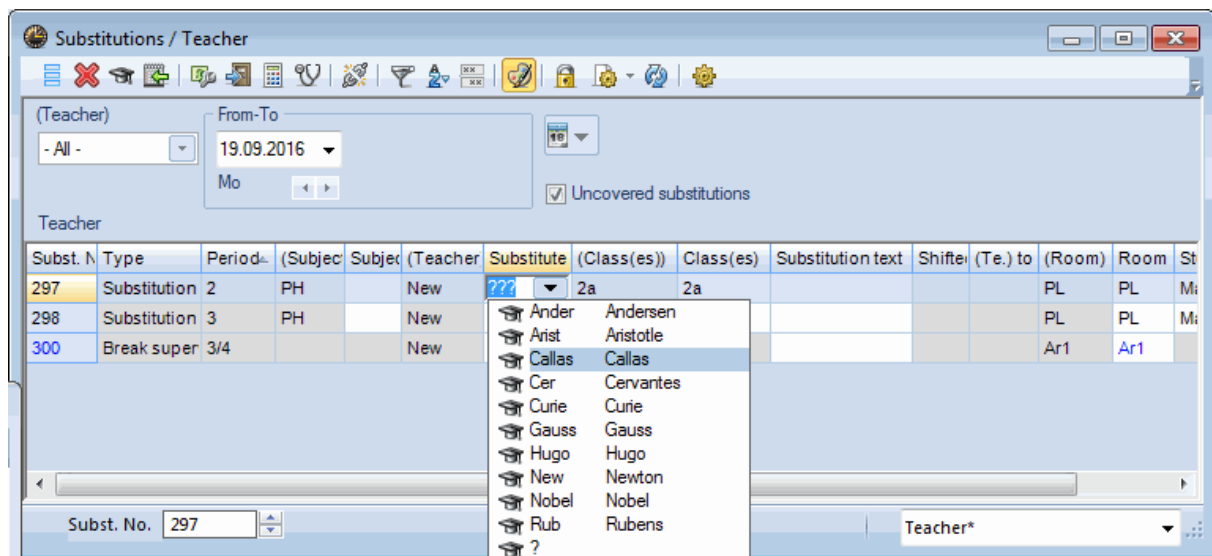 Substitutions / Teacher
(Teacher)
From-To
- All -
19.09.2016
18
Mo
Uncovered substitutions
Teacher
Subst. N Type Period (Subjec Subjec (Teacher Substitute (Class(es)) Class(es) Substitution text Shifte (Te.) to (Room) Room St
297 Substitution 2 PH New ??? 2a 2a PL PL Ma
298 Substitution 3 PH New PL PL Ma
300 Break super 3/4 New Ar1 Ar1
Ander Andersen
Arist Aristotle
Callas Callas
Cer Cervantes
Curie Curie
Gauss Gauss
Hugo Hugo
New Newton
Nobel Nobel
Rub Rubens
?
Subst. No. 297
Teacher*